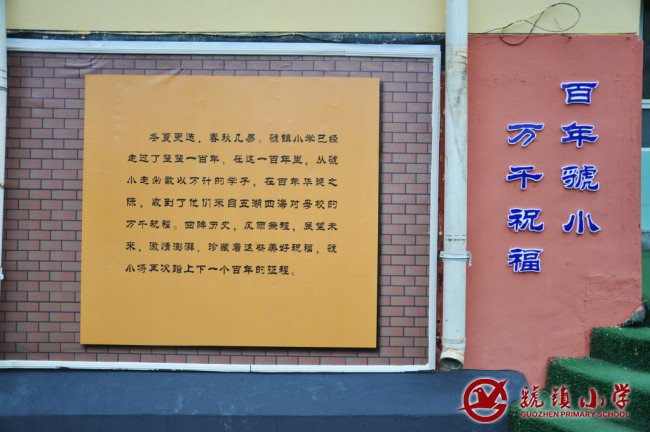 冬夏更迭，春秋几易。虢镇小学已经
走过了整整一百年，在这一百年里，从虢
小走出数以万计的学子，在百年华诞之
际，收到了他们来自五湖四海对母校的
万千祝福。回眸历史，风雨兼程，展望未
来，激情澎湃，珍藏着这些美好祝福，虢
小将再次踏上下一个百年的征程。
百年虢小
万千祝福
虢镇小学
GUOZHEN PRIMARY SCHOOL